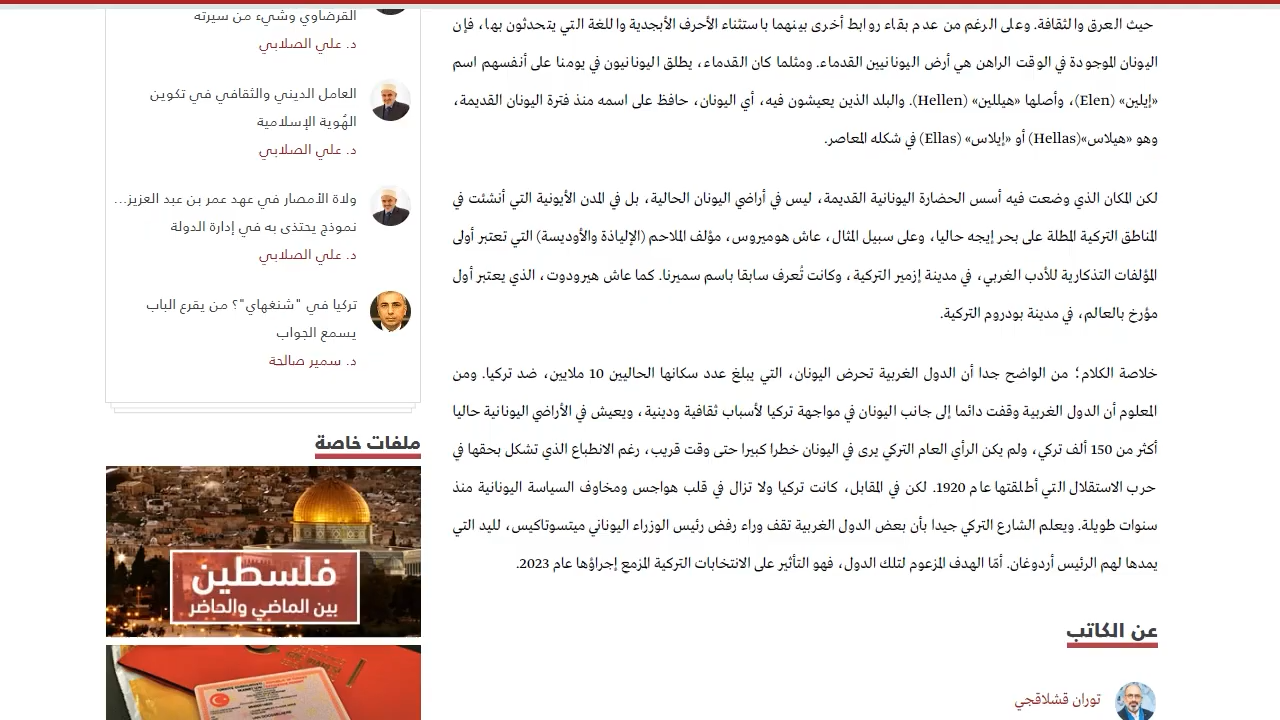 حيث العرق والثقافة. وعلى الرغم من عدم بقاء روابط أخرى بينهما باستثناء الأحرف الأبجدية واللغة التي يتحدثون بها، فإن
اليونان الموجودة في الوقت الراهن هي أرض اليونانيين القدماء. ومثلما كان القدماء، يطلق اليونانيون في يومنا على أنفسهم اسم
«إيلين» (Elen)، وأصلها «هيللين» (Hellen). والبلد الذين يعيشون فيه، أي اليونان، حافظ على اسمه منذ فترة اليونان القديمة،
وهو «هيلاس»(Hellas) أو «إيلاس» (Ellas) في شكله المعاصر.
لكن المكان الذي وضعت فيه أسس الحضارة اليونانية القديمة، ليس في أراضي اليونان الحالية، بل في المدن الأيونية التي أنشئت في
المناطق التركية المطلة على بحر إيجه حاليا، وعلى سبيل المثال، عاش هوميروس، مؤلف الملاحم (الإلياذة والأوديسة) التي تعتبر أولى
المؤلفات التذكارية للأدب الغربي، في مدينة إزمير التركية، وكانت تُعرف سابقا باسم سميرنا. كما عاش هيرودوت، الذي يعتبر أول
مؤرخ بالعالم، في مدينة بودروم التركية.
خلاصة الكلام؛ من الواضح جدا أن الدول الغربية تحرض اليونان، التي يبلغ عدد سكانها الحاليين 10 ملايين، ضد تركيا. ومن
المعلوم أن الدول الغربية وقفت دائما إلى جانب اليونان في مواجهة تركيا لأسباب ثقافية ودينية، ويعيش في الأراضي اليونانية حاليا
أكثر من 150 ألف تركي، ولم يكن الرأي العام التركي يرى في اليونان خطرا كبيرا حتى وقت قريب، رغم الانطباع الذي تشكل بحقها في
حرب الاستقلال التي أطلقتها عام 1920. لكن في المقابل، كانت تركيا ولا تزال في قلب هواجس ومخاوف السياسة اليونانية منذ
سنوات طويلة. ويعلم الشارع التركي جيدا بأن بعض الدول الغربية تقف وراء رفض رئيس الوزراء اليوناني ميتسوتاكيس، لليد التي
يمدها لهم الرئيس أردوغان. أمّا الهدف المزعوم لتلك الدول، فهو التأثير على الانتخابات التركية المزمع إجراؤها عام 2023.
عن الكاتب
توران قشلاقجي
القرضاوي وشيء من سيرته
د. علي الصلابي
العامل الديني والثقافي في تكوين
الهُوية الإسلامية
د. علي الصلابي
ولاة الأمصار في عهد عمر بن عبد العزيز...
نموذج يحتذى به في إدارة الدولة
د. علي الصلابي
تركيا في "شنغهاي"؟ من يقرع الباب
يسمع الجواب
د. سمير صالحة
ملفات خاصة
فلسطين
بين الماضي والحاضر